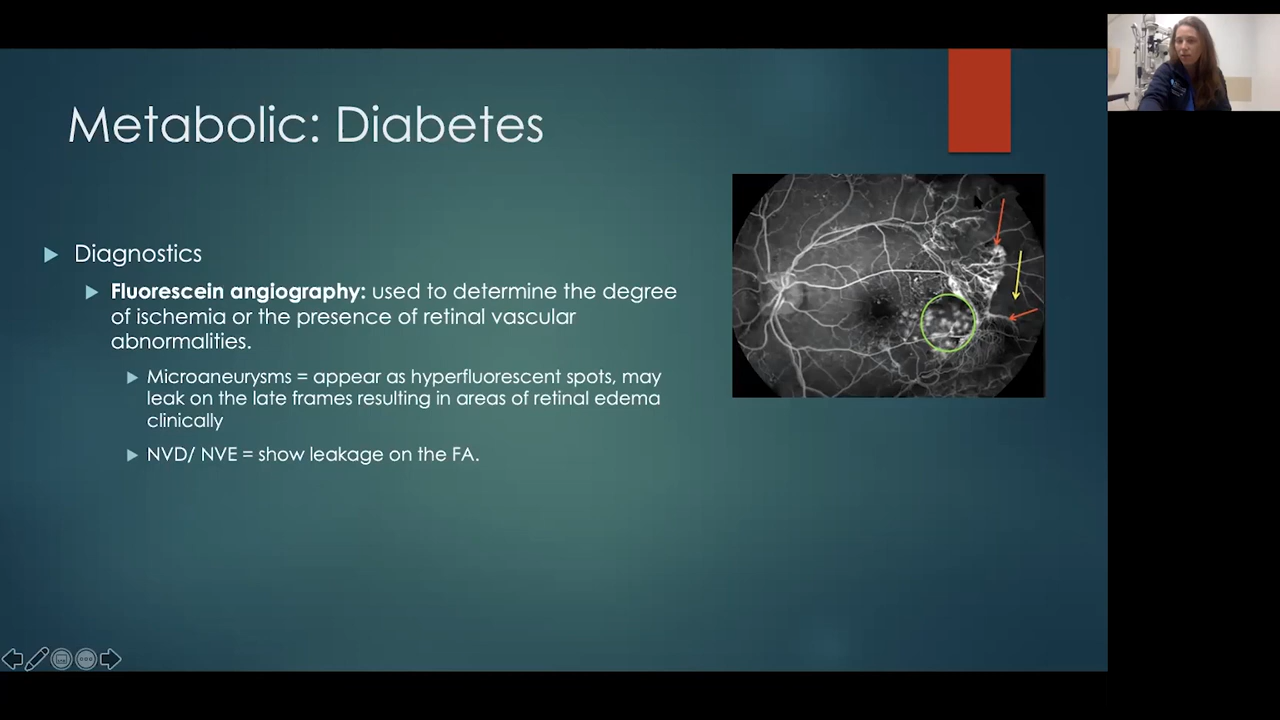 Metabolic: Diabetes
Diagnostics
Fluorescein angiography: used to determine the degree
of ischemia or the presence of retinal vascular
abnormalities.
Microaneurysms = appear as hyperfluorescent spots, may
leak on the late frames resulting in areas of retinal edema
clinically
NVD/ NVE = show leakage on the FA.